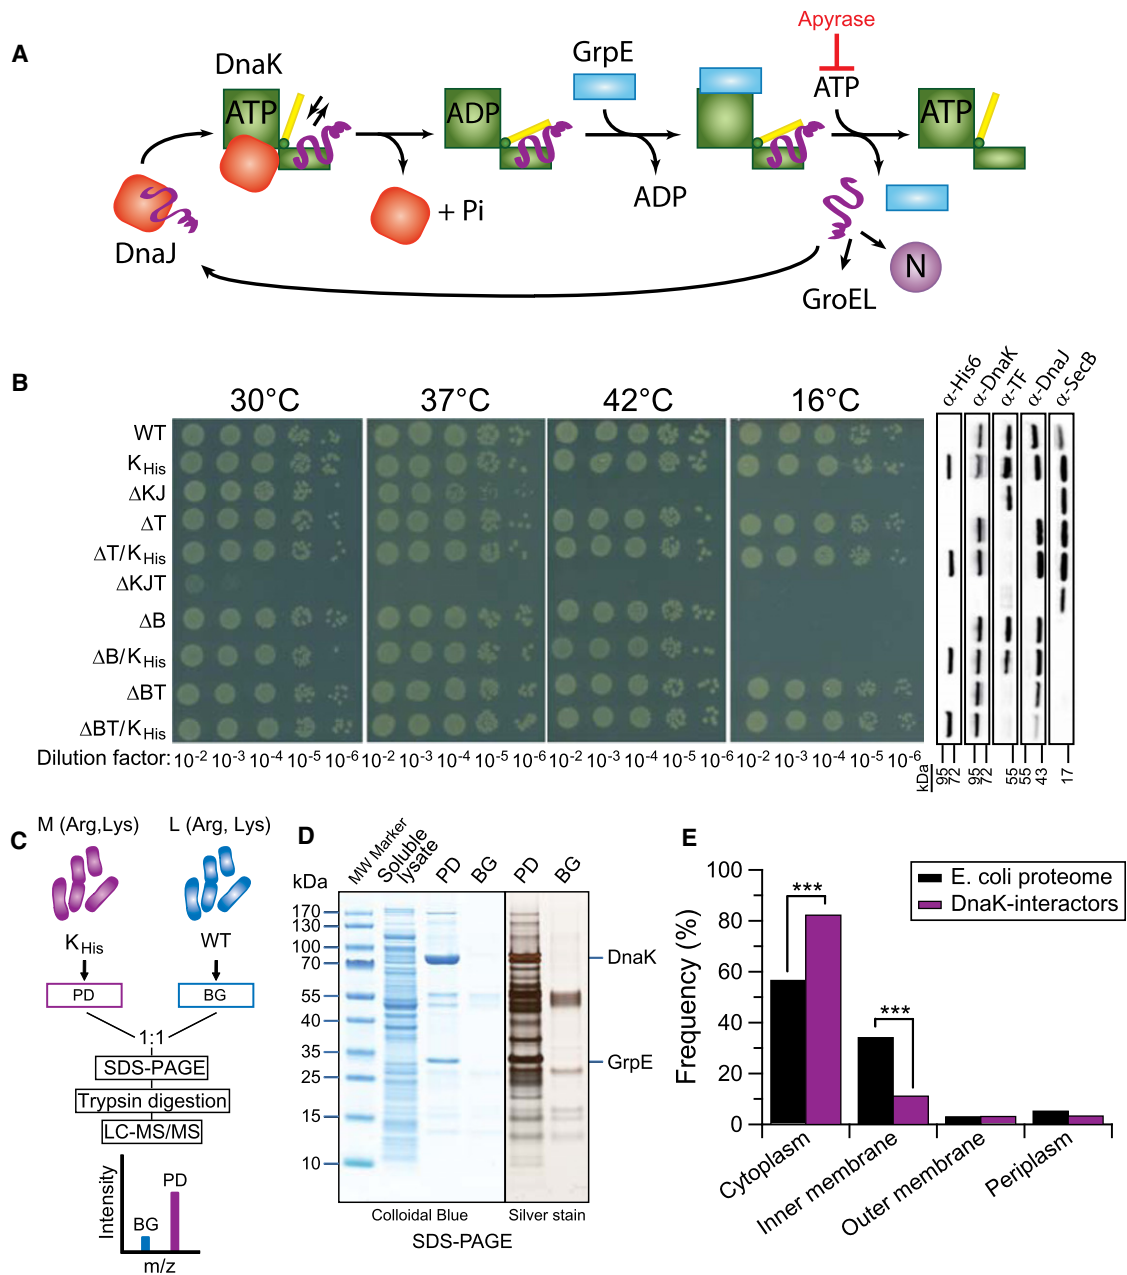 A
Apyrase
DnaK
GrpE
ATP
ATP
ADP
ATP
DnaJ
+ Pi
ADP
N
GroEL
B
30°C 37°C 42°C 16°C
α-His6 α-DnaK α-TF α-DnaJ α-SecB
WT
KHis
ΔKJ
ΔT
ΔT/KHis
ΔKJT
ΔB
ΔB/KHis
ΔBT
ΔBT/KHis
Dilution factor: 10-2 10-3 10-4 10-5 10-6 10-2 10-3 10-4 10-5 10-6 10-2 10-3 10-4 10-5 10-6 10-2 10-3 10-4 10-5 10-6
kDa 95 72 95 72 55 55 43 17
C
M (Arg,Lys) L (Arg, Lys)
KHis WT
PD BG
1:1
SDS-PAGE
Trypsin digestion
LC-MS/MS
Intensity
PD
BG
m/z
D
MW Marker
Soluble lysate
PD BG PD BG
kDa
170
130
100
70
55
40
35
25
15
10
DnaK
GrpE
Colloidal Blue Silver stain
SDS-PAGE
E
Frequency (%)
100
80
60
40
20
0
***
***
E. coli proteome
DnaK-interactors
Cytoplasm
Inner membrane
Outer membrane
Periplasm